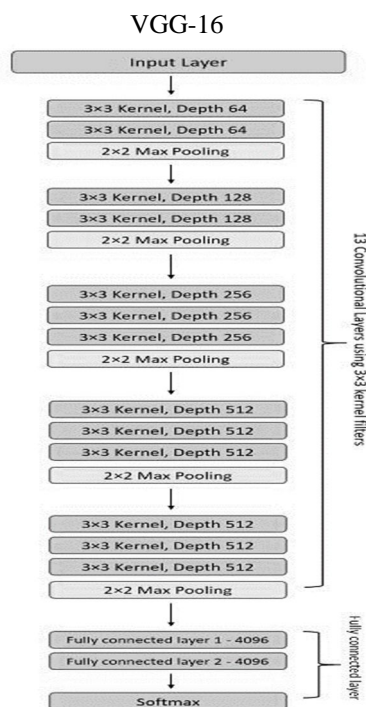 VGG-16
Input Layer
3×3 Kernel, Depth 64
3×3 Kernel, Depth 64
2×2 Max Pooling
3×3 Kernel, Depth 128
3×3 Kernel, Depth 128
2×2 Max Pooling
3×3 Kernel, Depth 256
3×3 Kernel, Depth 256
3×3 Kernel, Depth 256
2×2 Max Pooling
3×3 Kernel, Depth 512
3×3 Kernel, Depth 512
3×3 Kernel, Depth 512
2×2 Max Pooling
3×3 Kernel, Depth 512
3×3 Kernel, Depth 512
3×3 Kernel, Depth 512
2×2 Max Pooling
13 Convolutional Layers using 3×3 kernel filters
Fully connected layer 1 - 4096
Fully connected layer 2 - 4096
Softmax
Fully connected layer